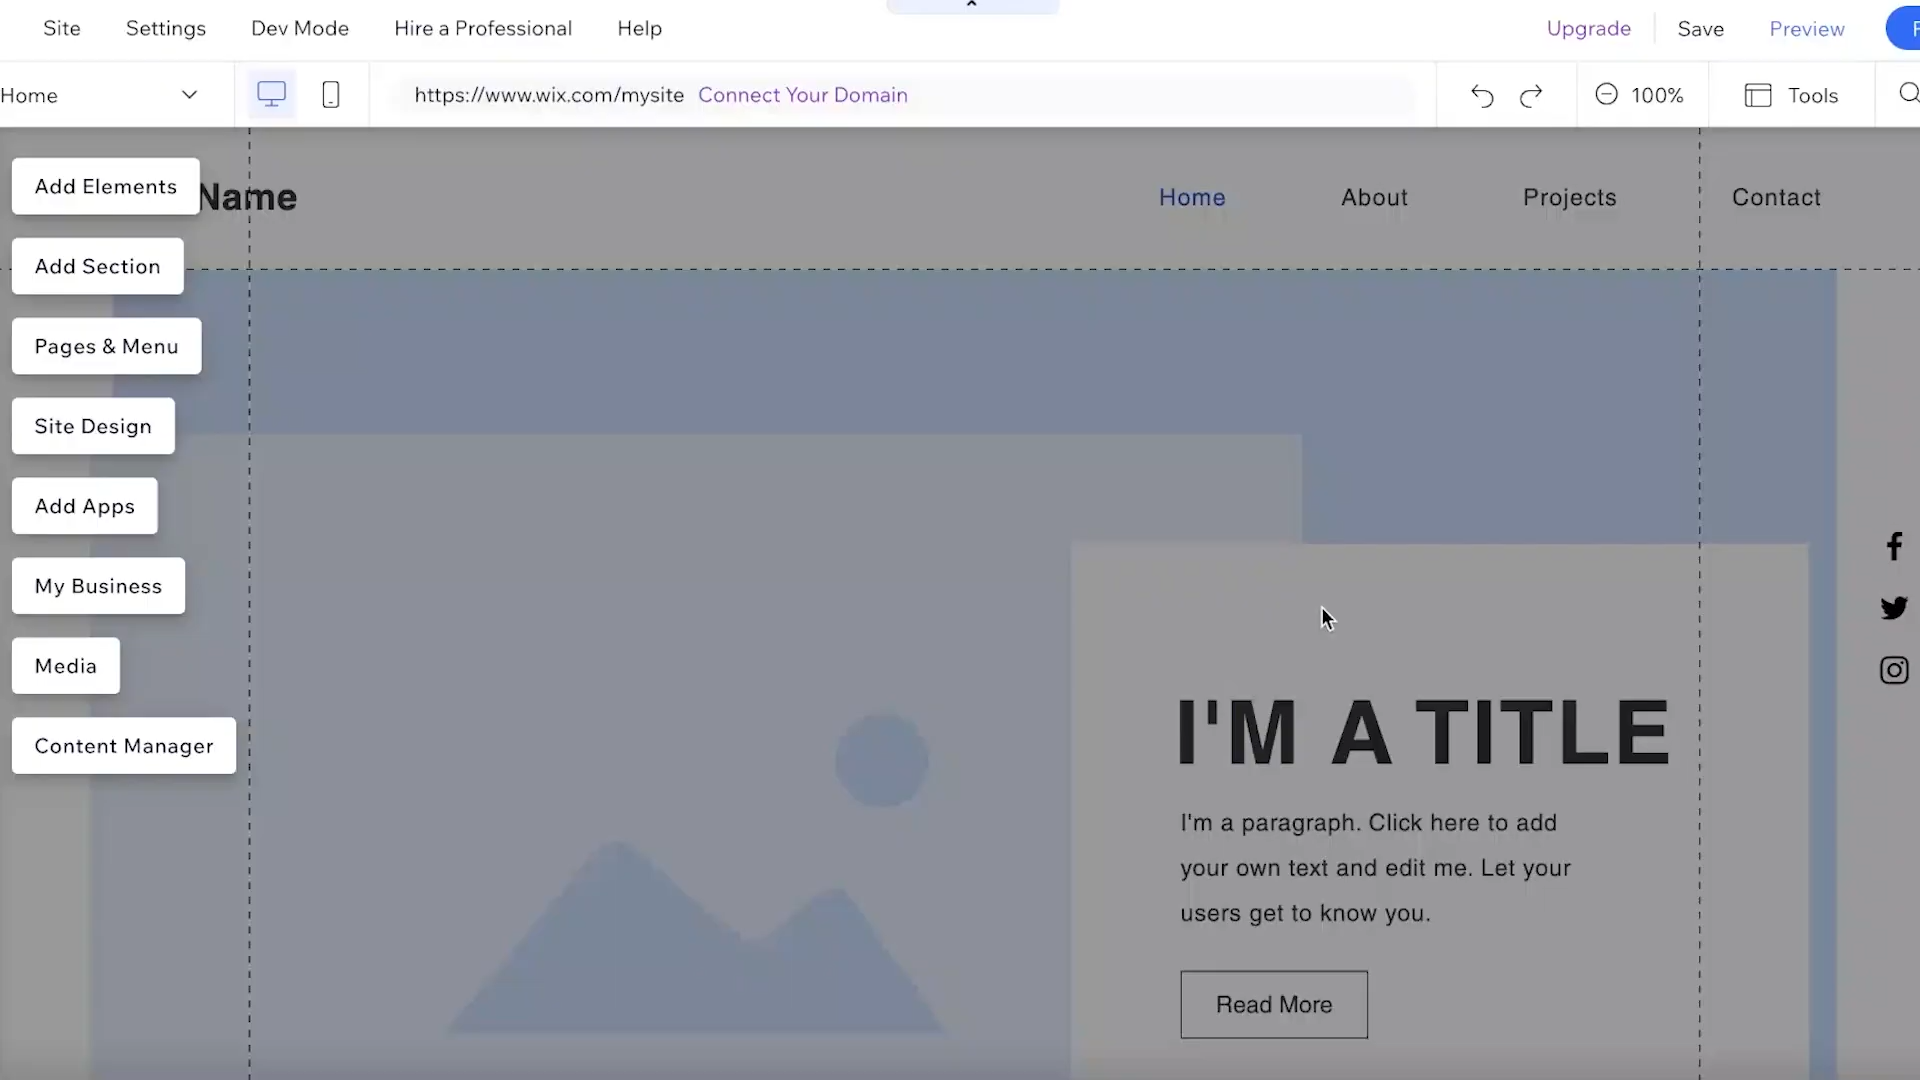 Site Settings Dev Mode Hire a Professional Help Upgrade Save Preview
Home https://www.wix.com/mysite Connect Your Domain 100% Tools
Add Elements
Name Home About Projects Contact
Add Section
Pages & Menu
Site Design
Add Apps
My Business
Media
Content Manager
I'M A TITLE
I'm a paragraph. Click here to add
your own text and edit me. Let your
users get to know you.
Read More